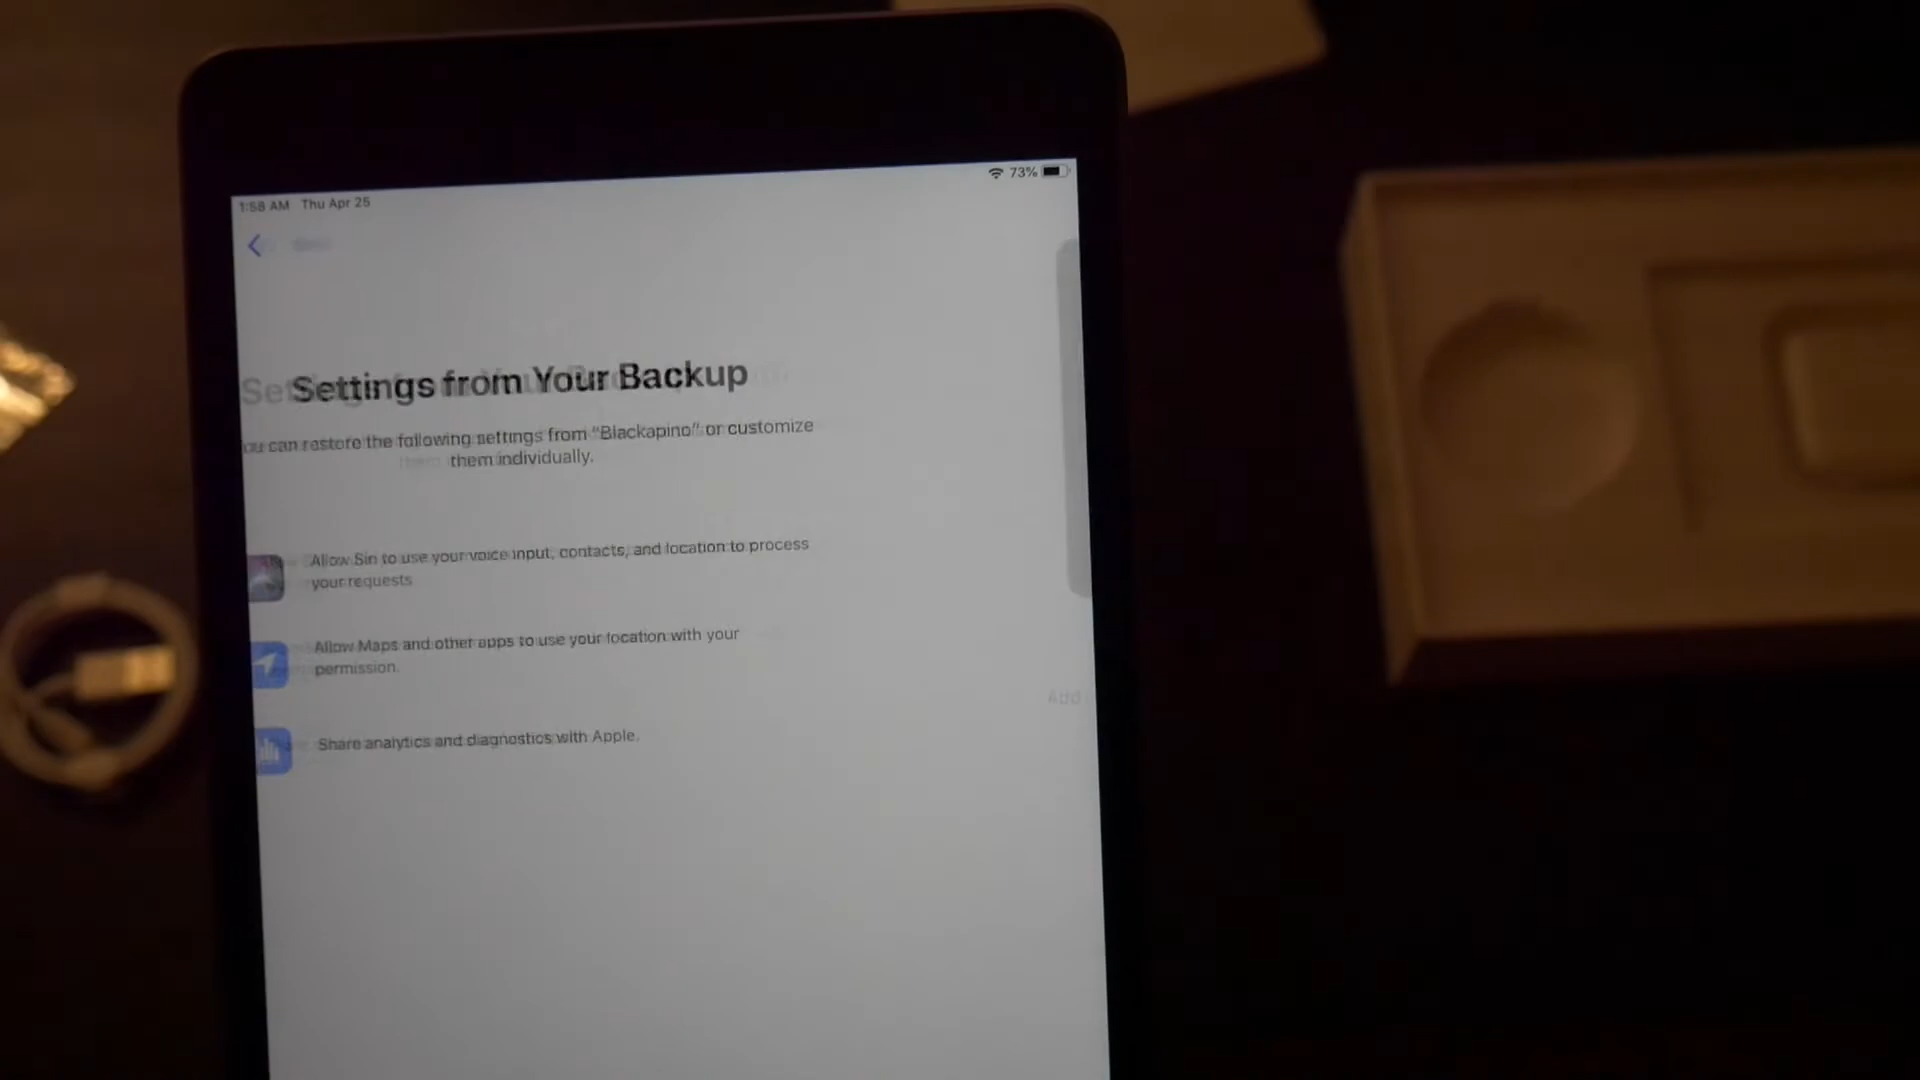 1:58 AM Thu Apr 25
73%
Settings from Your Backup
ou can restore the following settings from “Blackapino” or customize
them individually.
Allow Siri to use your voice input, contacts, and location to process
your requests
Allow Maps and other apps to use your location with your
permission.
Add
Share analytics and diagnostics with Apple.